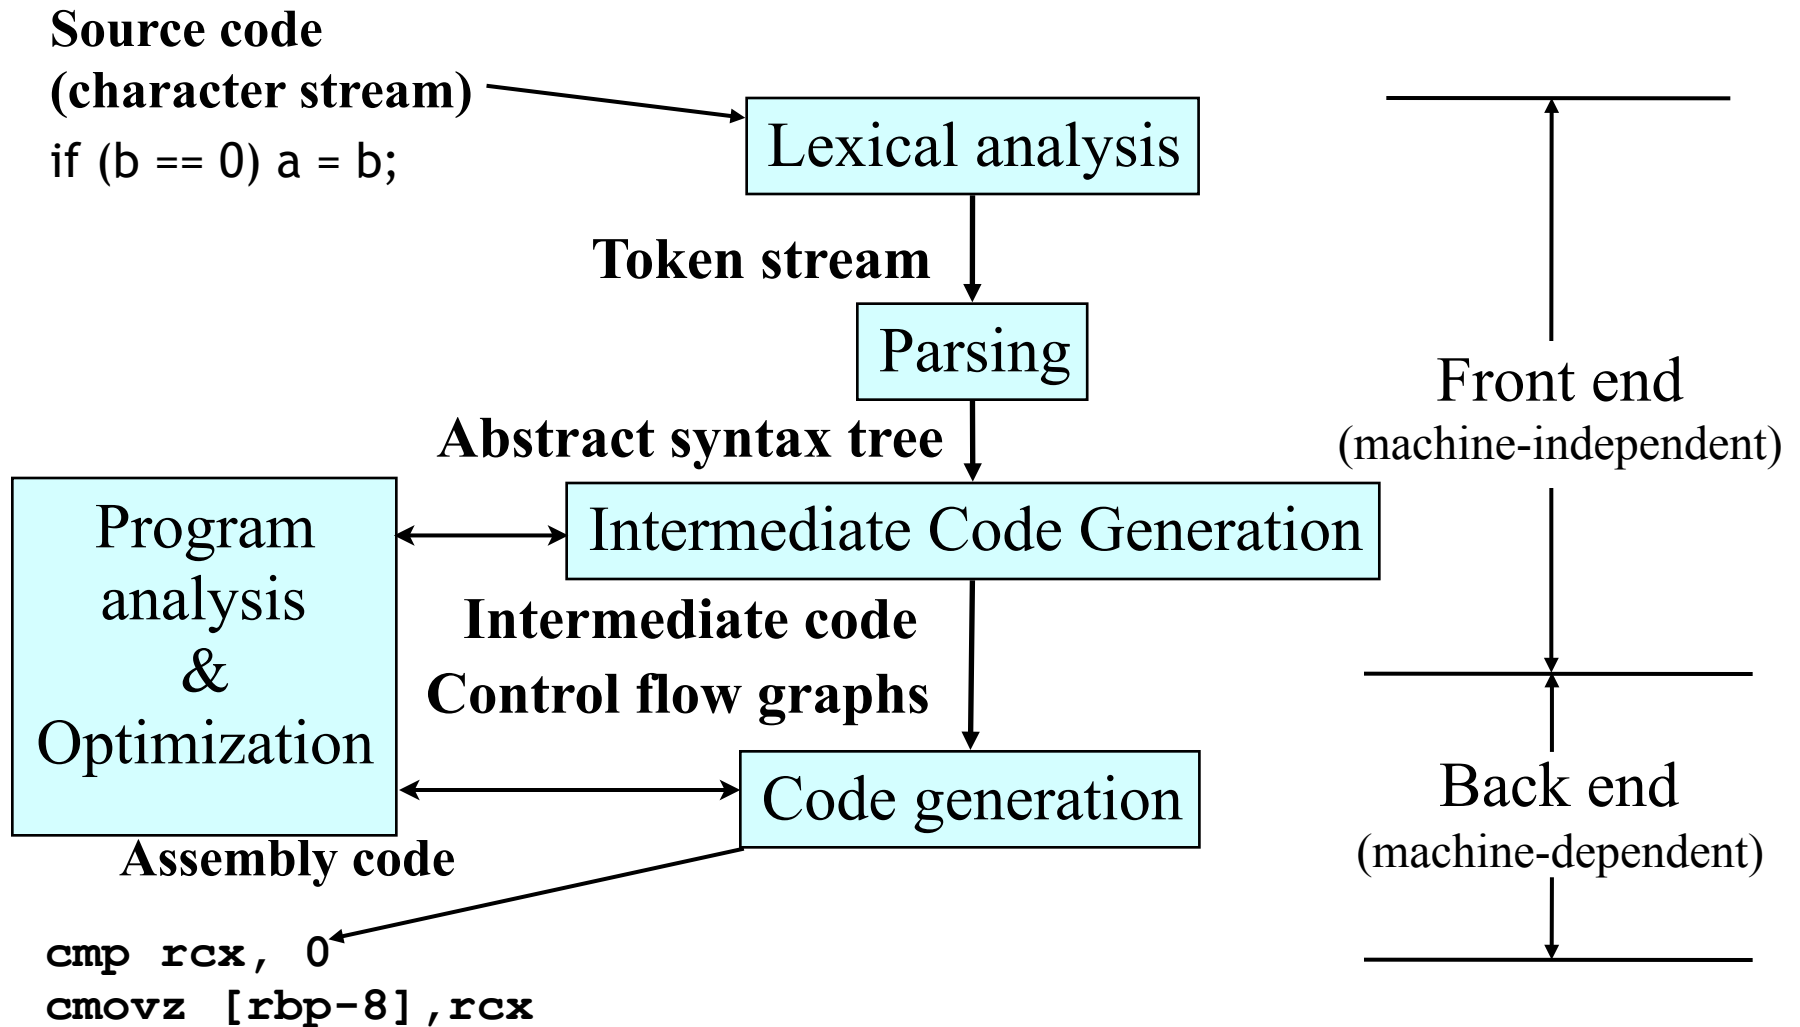 Source code
(character stream)
if (b == 0) a = b;
Lexical analysis
Token stream
Parsing
Abstract syntax tree
Front end
(machine-independent)
Program
analysis
&
Optimization
Intermediate Code Generation
Intermediate code
Control flow graphs
Code generation
Back end
(machine-dependent)
Assembly code
cmp rcx, 0
cmovz [rbp-8],rcx